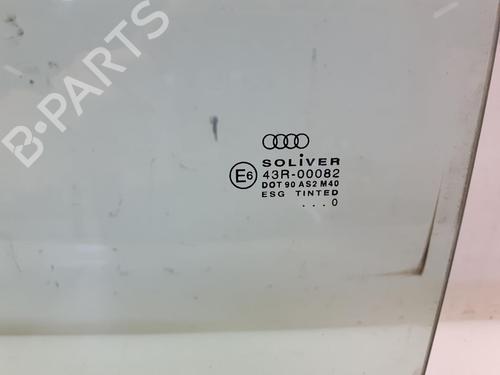 B-PARTS
SOLIVER
E6 43R-00082
DOT 90 AS2 M40
ESG TINTED
...0